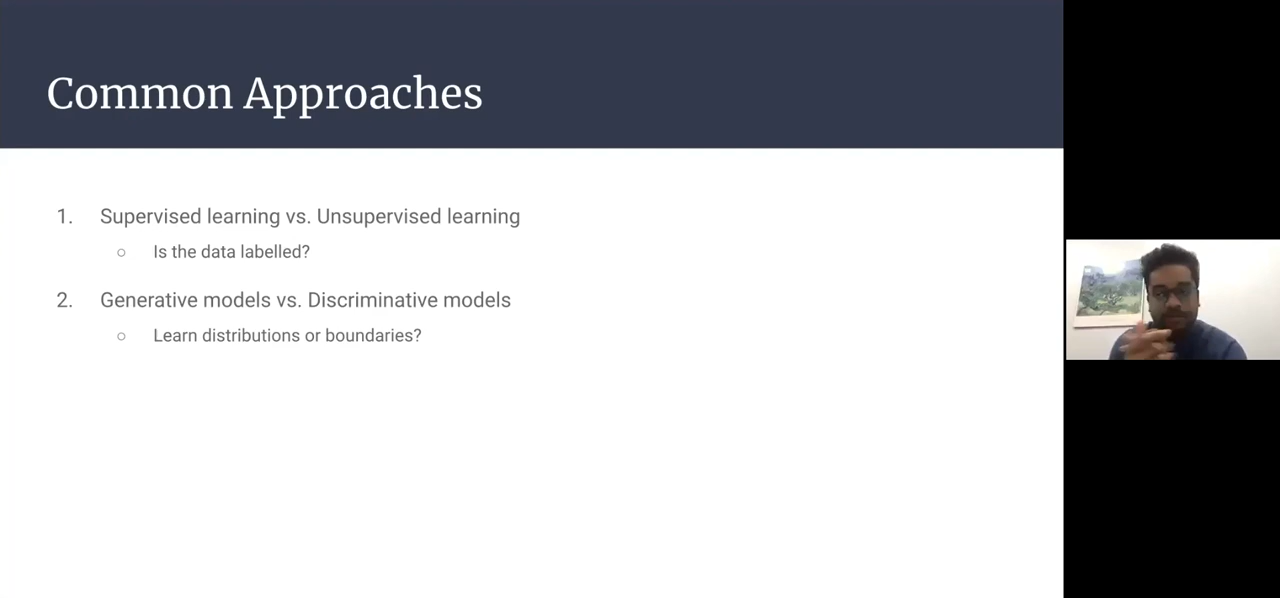 Common Approaches
1. Supervised learning vs. Unsupervised learning
○ Is the data labelled?
2. Generative models vs. Discriminative models
○ Learn distributions or boundaries?